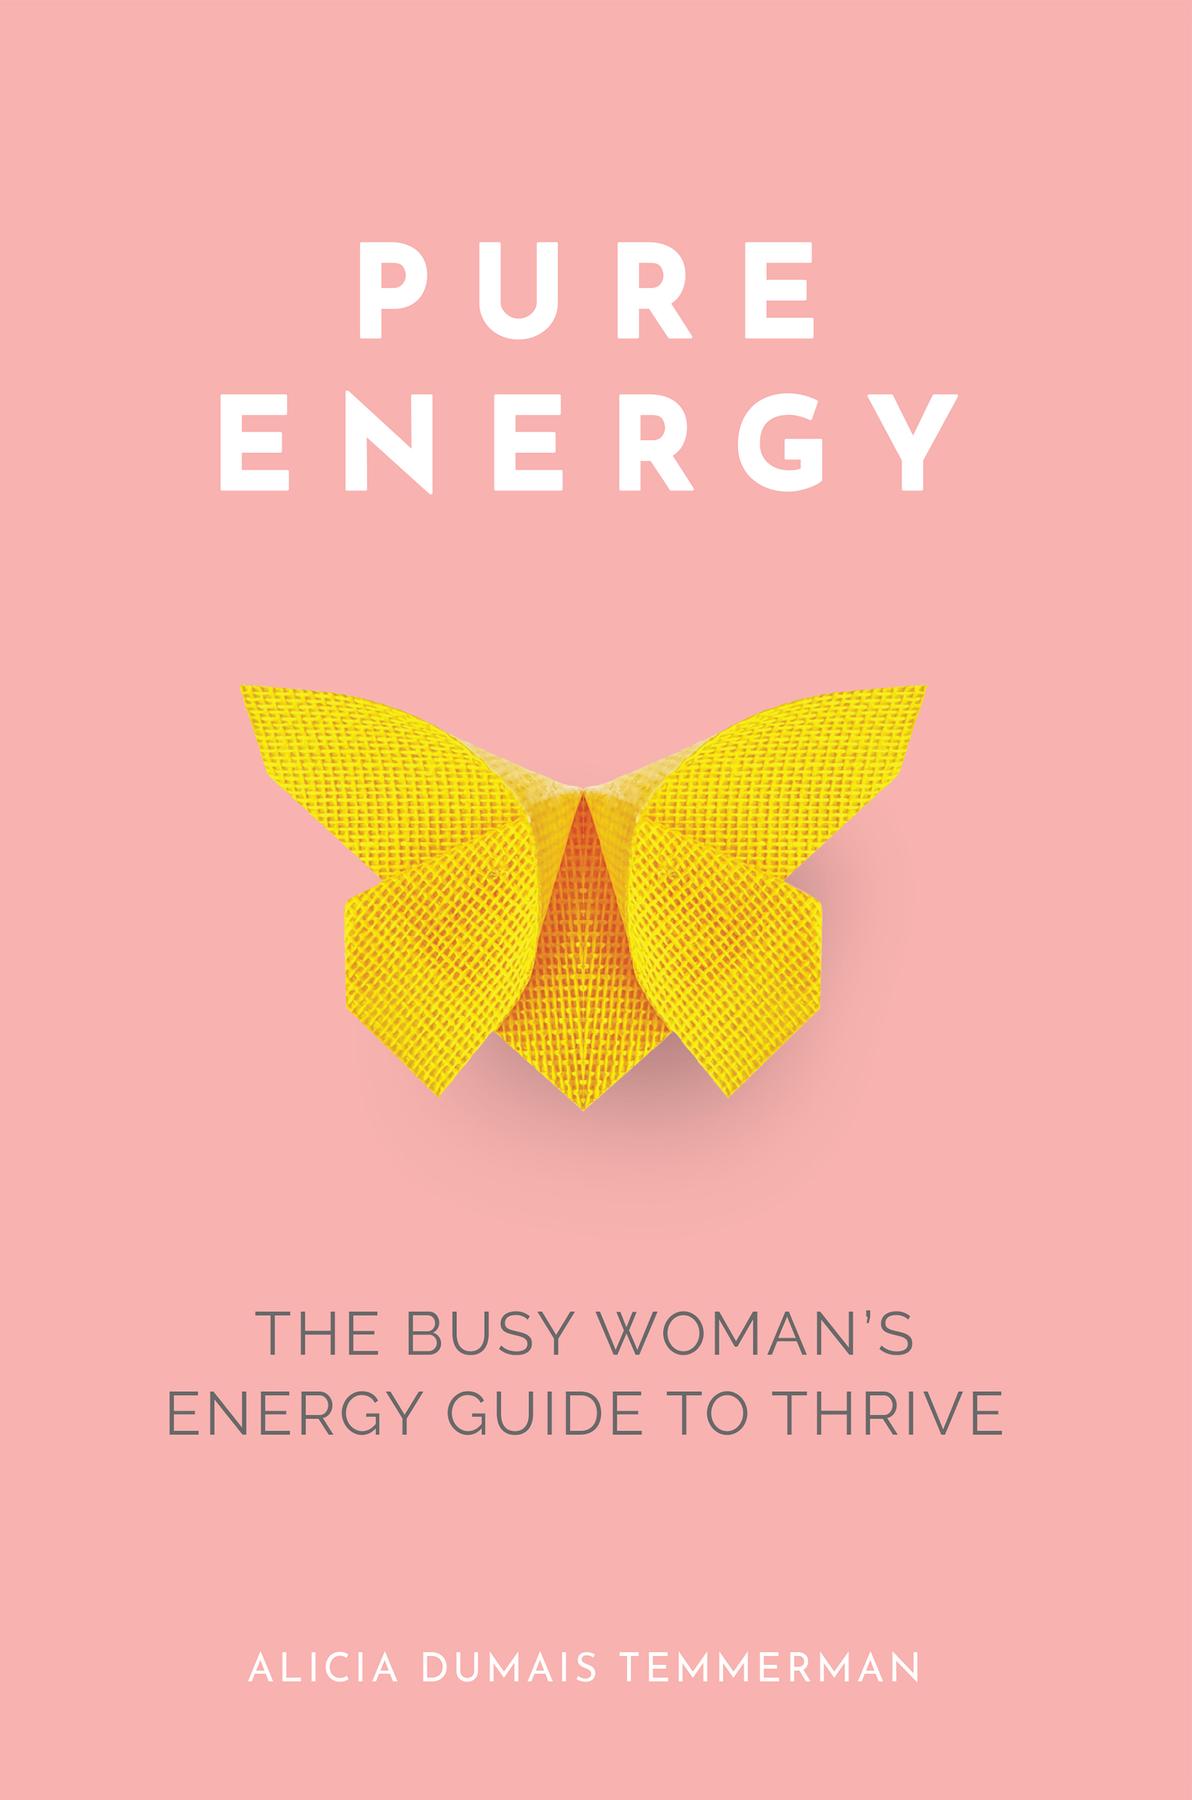 PURE
ENERGY
THE BUSY WOMAN’S
ENERGY GUIDE TO THRIVE
ALICIA DUMAIS TEMMERMAN